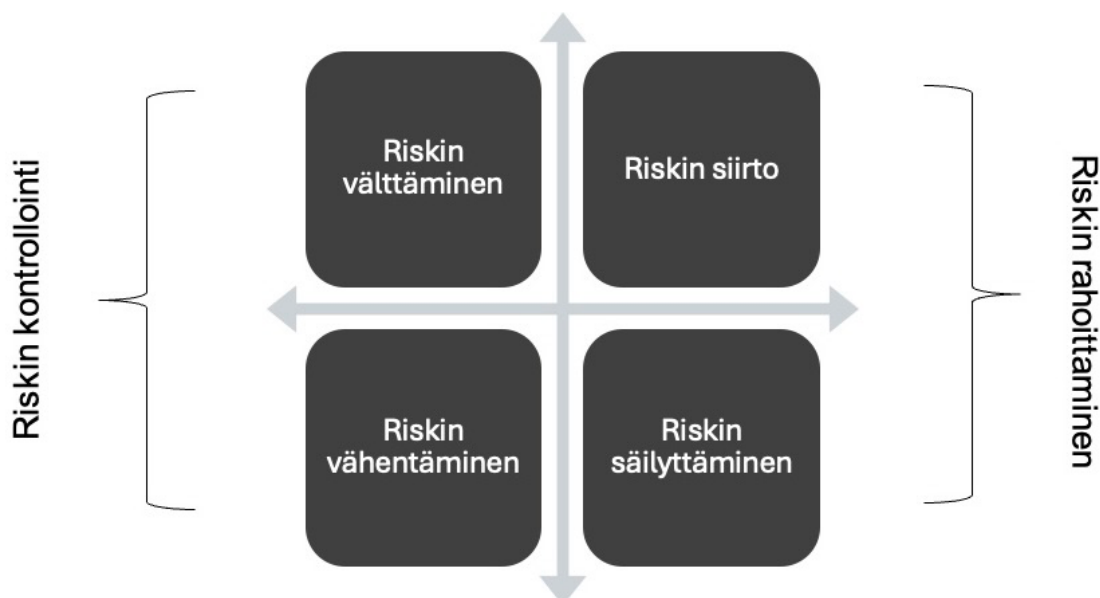 Riskin kontrollointi
Riskin
välttäminen
Riskin siirto
Riskin
vähentäminen
Riskin
säilyttäminen
Riskin rahoittaminen